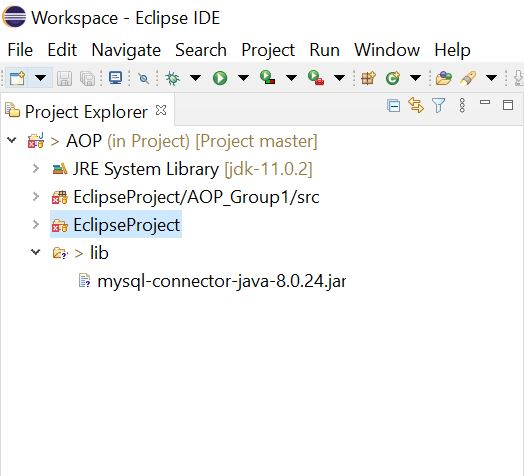 Workspace - Eclipse IDE
File Edit Navigate Search Project Run Window Help
Project Explorer
> AOP (in Project) [Project master]
JRE System Library [jdk-11.0.2]
EclipseProject/AOP_Group1/src
EclipseProject
> lib
mysql-connector-java-8.0.24.jar